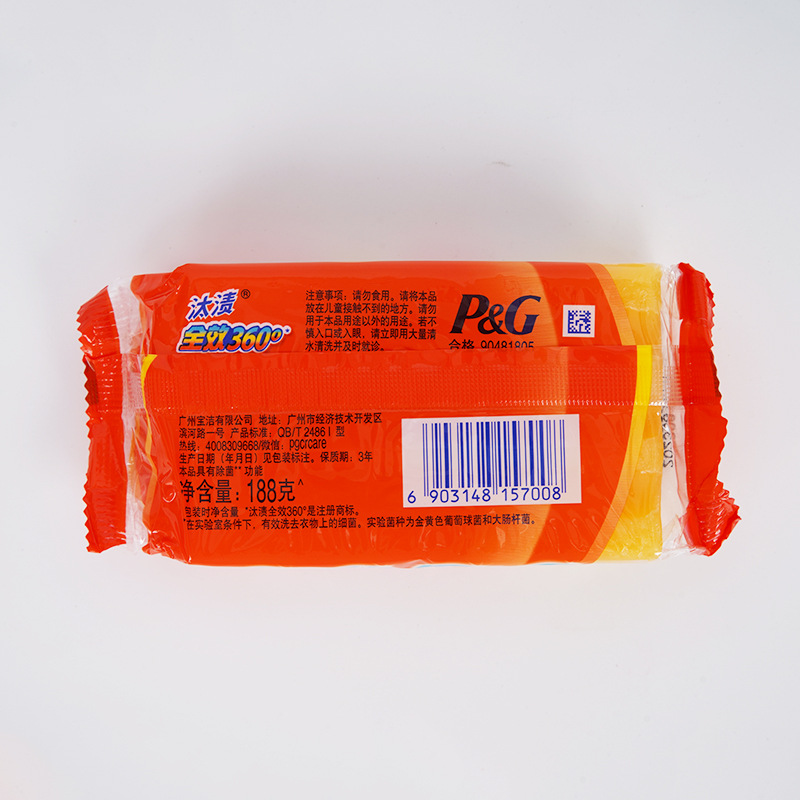 汰渍®
全效360°*
注意事项：请勿食用。请将本品
放在儿童接触不到的地方。请勿
用于本品用途以外的用途。若不
慎入口或入眼，请立即用大量清
水清洗并及时就诊。
P&G
合格 90481805
广州宝洁有限公司 地址：广州市经济技术开发区
滨河路一号 产品标准：QB/T 2486 I 型
热线：4008309668/微信：pgcrcare
生产日期（年月日）见包装标注。保质期：3年
本品具有除菌**功能
净含量：188克^
包装时净含量 *汰渍全效360°是注册商标。
*在实验室条件下，有效洗去衣物上的细菌。实验菌种为金黄色葡萄球菌和大肠杆菌。
6 903148 157008